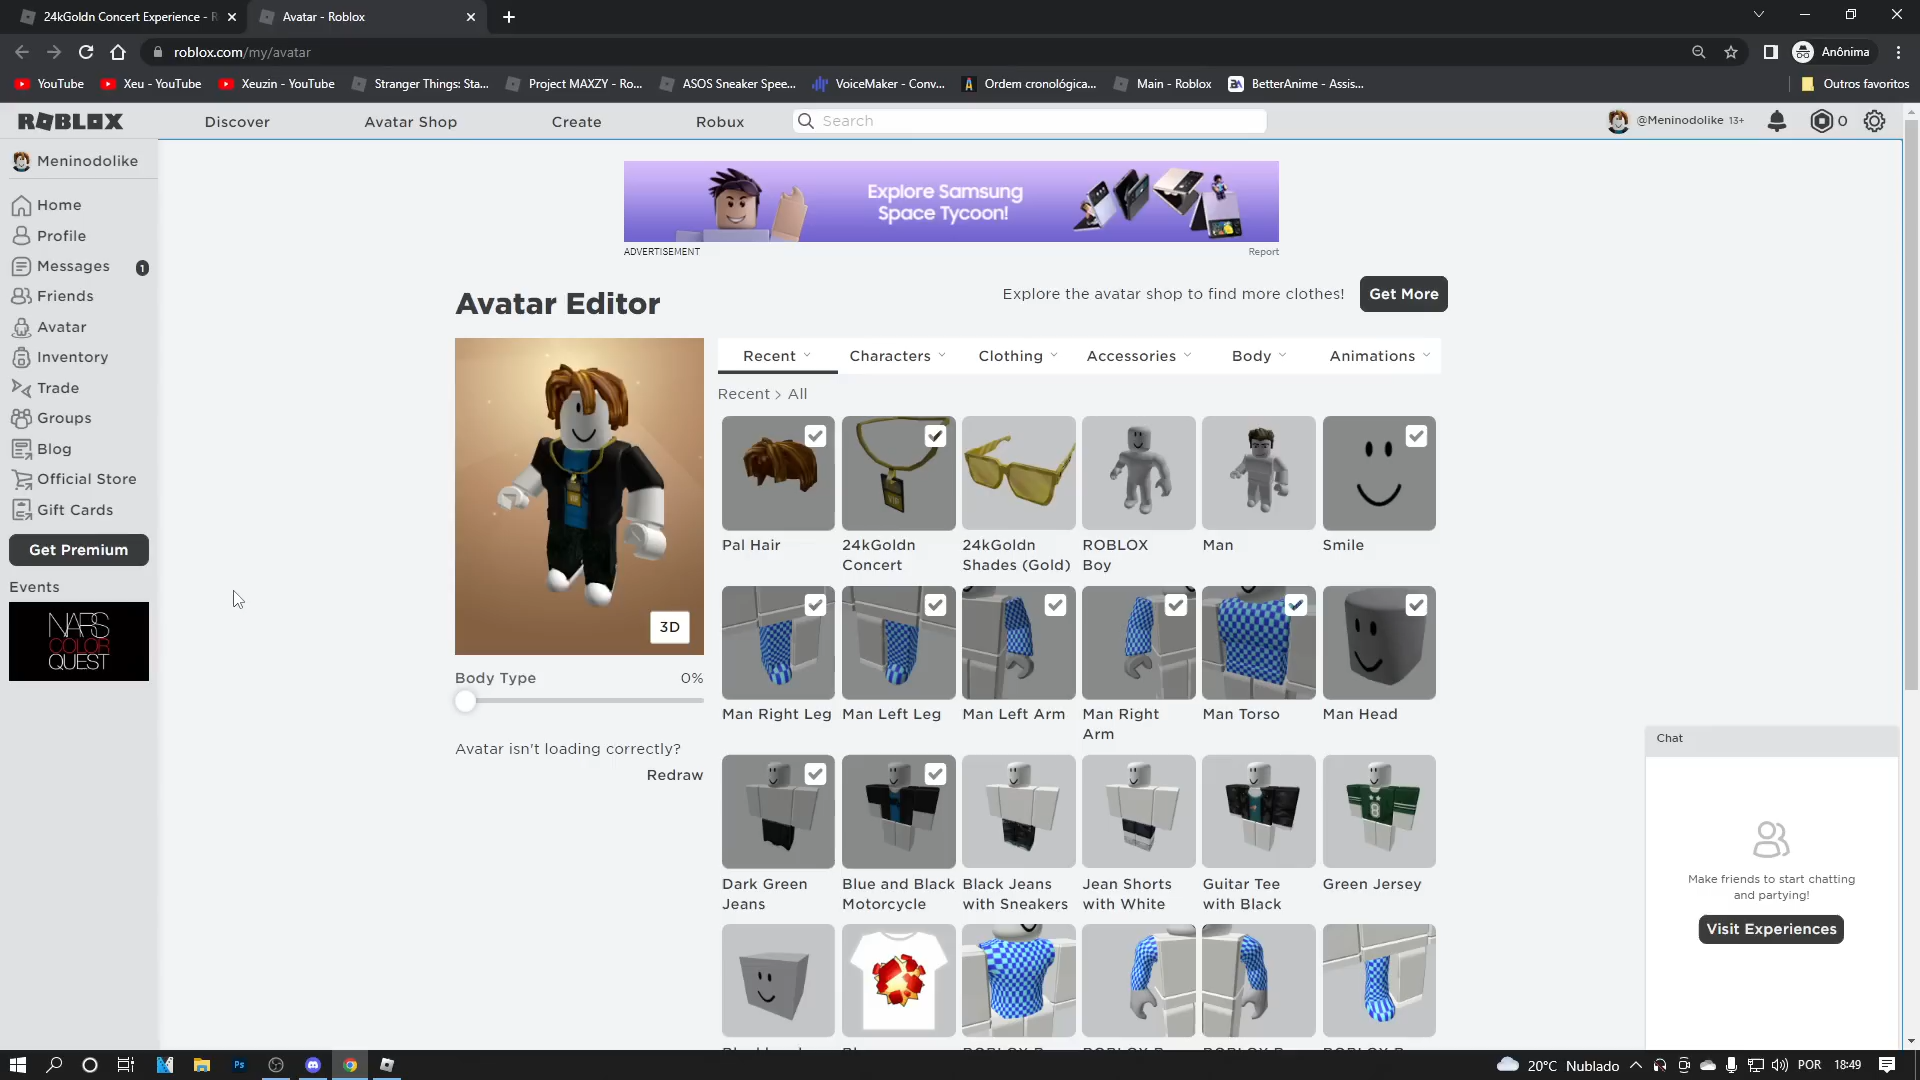 24kGoldn Concert Experience - R
Avatar - Roblox
roblox.com/my/avatar
Anônima
YouTube
Xeu - YouTube
Xeuzin - YouTube
Stranger Things: Sta...
Project MAXZY - Ro...
ASOS Sneaker Spee...
VoiceMaker - Conv...
Ordem cronológica...
Main - Roblox
BetterAnime - Assis...
Outros favoritos
ROBLOX
Discover
Avatar Shop
Create
Robux
Search
@Meninodolike 13+
0
Meninodolike
Home
Profile
Messages
1
Friends
Avatar
Inventory
Trade
Groups
Blog
Official Store
Gift Cards
Get Premium
Events
NARS
COLOR
QUEST
Explore Samsung
Space Tycoon!
ADVERTISEMENT
Report
Avatar Editor
Explore the avatar shop to find more clothes!
Get More
3D
Body Type
0%
Avatar isn't loading correctly?
Redraw
Recent
Characters
Clothing
Accessories
Body
Animations
Recent > All
Pal Hair
24kGoldn
Concert
24kGoldn
Shades (Gold)
ROBLOX
Boy
Man
Smile
Man Right Leg
Man Left Leg
Man Left Arm
Man Right
Arm
Man Torso
Man Head
Dark Green
Jeans
Blue and Black
Motorcycle
Black Jeans
with Sneakers
Jean Shorts
with White
Guitar Tee
with Black
Green Jersey
Chat
Make friends to start chatting
and partying!
Visit Experiences
20°C Nublado
POR
18:49